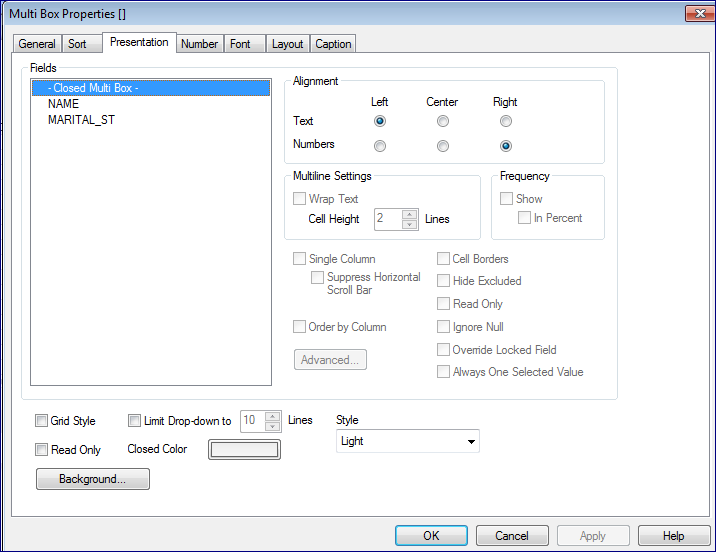 Multi Box Properties []
General Sort Presentation Number Font Layout Caption
Fields
- Closed Multi Box -
NAME
MARITAL_ST
Alignment
Left Center Right
Text
Numbers
Multiline Settings
Wrap Text
Cell Height 2 Lines
Frequency
Show
In Percent
Single Column
Suppress Horizontal
Scroll Bar
Order by Column
Advanced...
Cell Borders
Hide Excluded
Read Only
Ignore Null
Override Locked Field
Always One Selected Value
Grid Style Limit Drop-down to 10 Lines
Read Only Closed Color
Style
Light
Background...
OK Cancel Apply Help